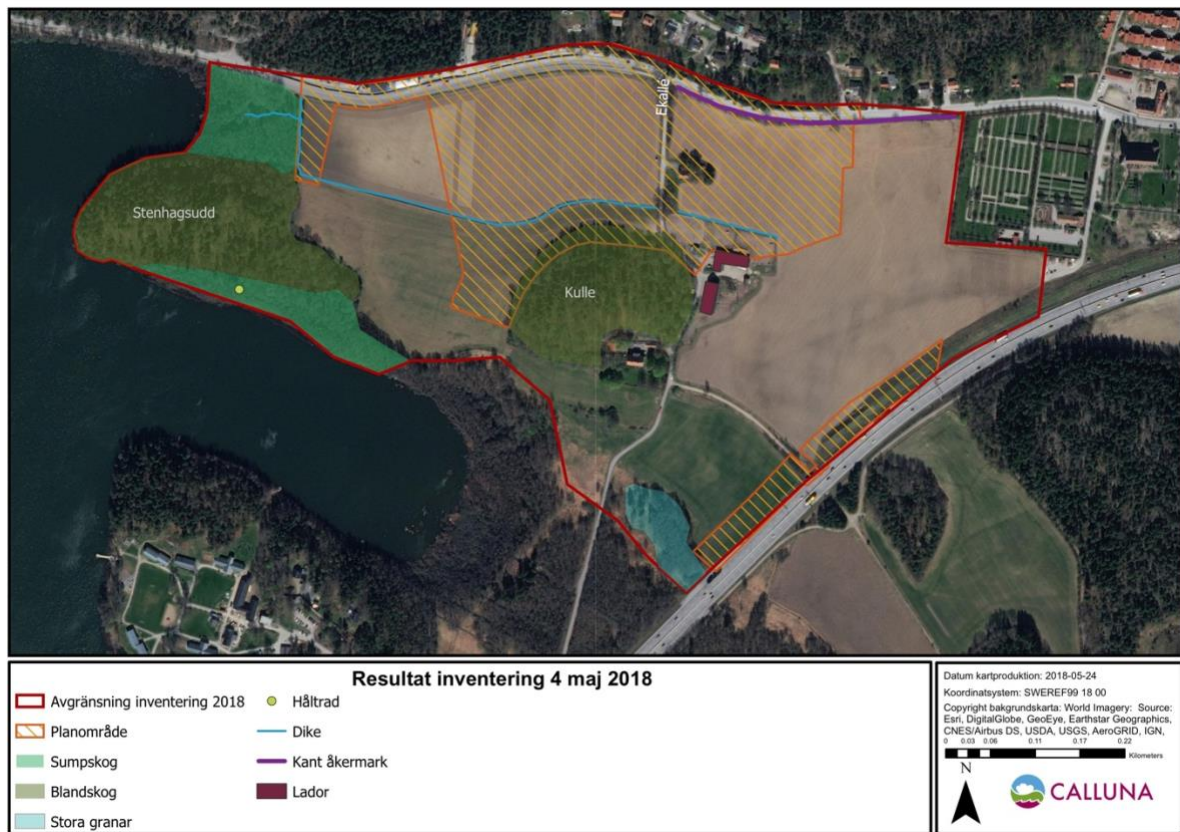 Ekallé
Stenhagsudd
Kulle
Resultat inventering 4 maj 2018
Avgränsning inventering 2018
Planområde
Sumpskog
Blandskog
Stora granar
Håltrad
Dike
Kant åkermark
Lador
Datum kartproduktion: 2018-05-24
Koordinatsystem: SWEREF99 18 00
Copyright bakgrundskarta: World Imagery: Source:
Esri, DigitalGlobe, GeoEye, Earthstar Geographics,
CNES/Airbus DS, USDA, USGS, AeroGRID, IGN,
0 0.03 0.06 0.11 0.17 0.22
Kilometers
N
CALLUNA